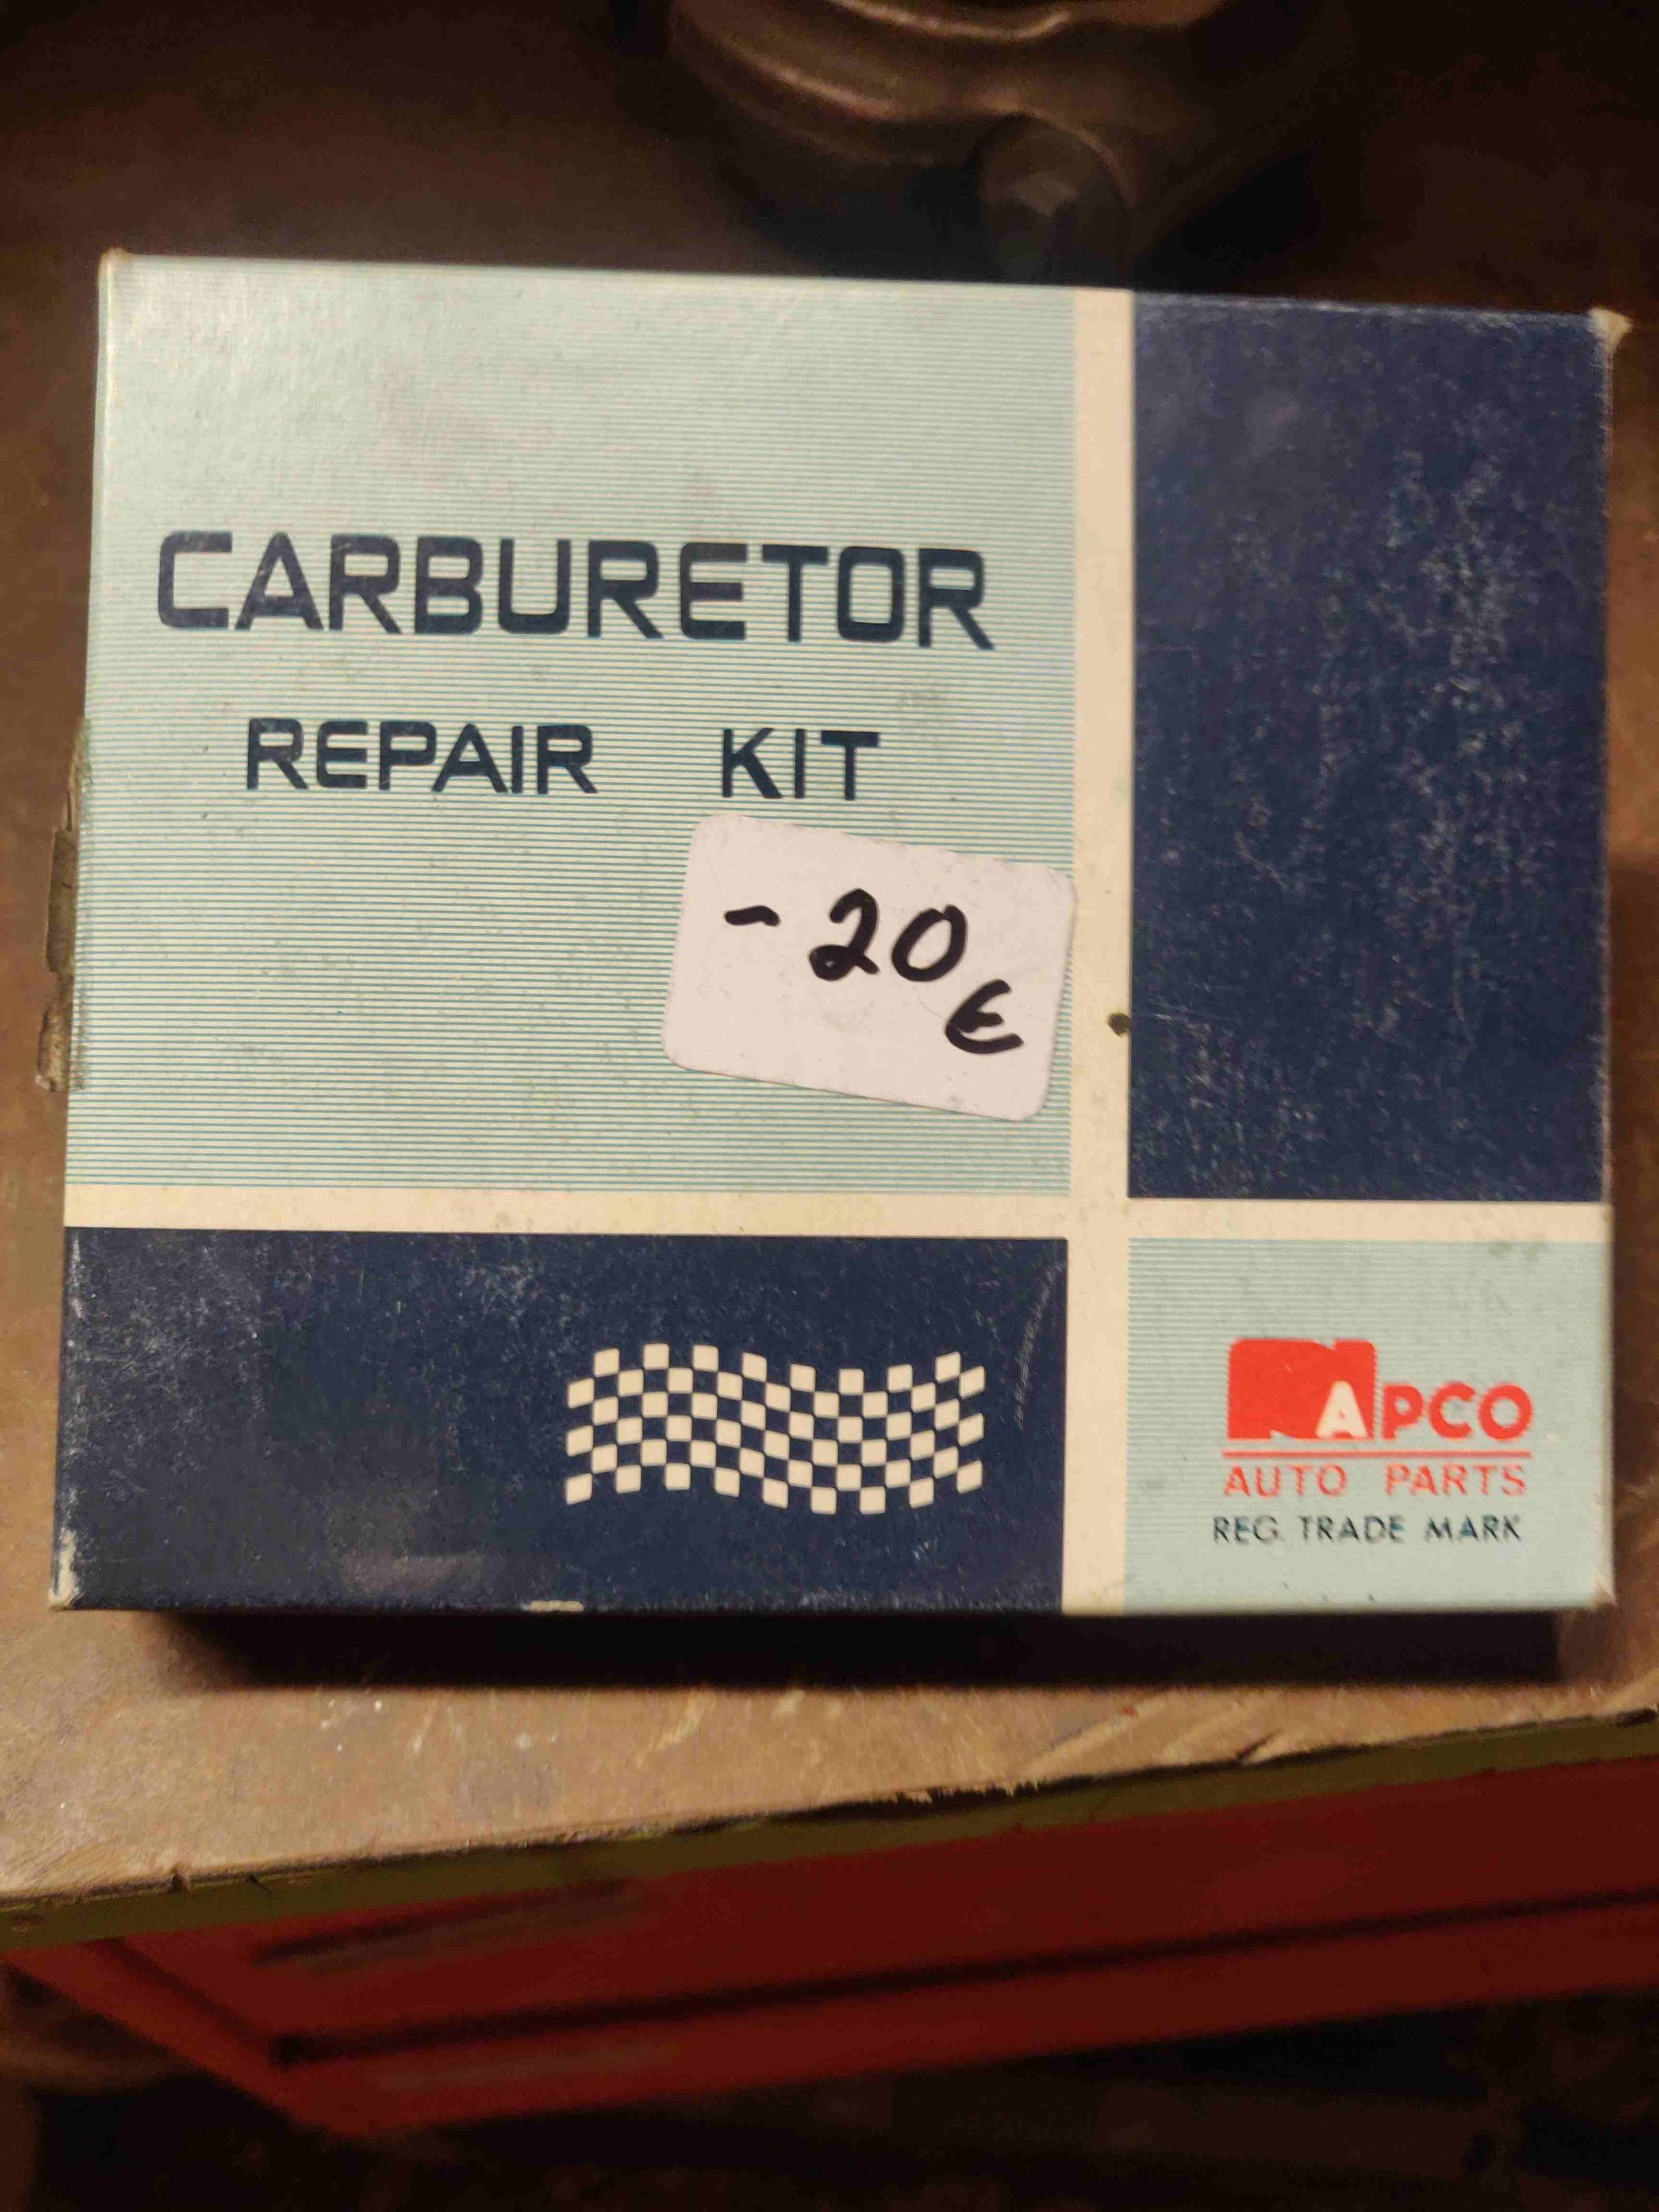 CARBURETOR
REPAIR KIT
- 20
€
APCO
AUTO PARTS
REG. TRADE MARK